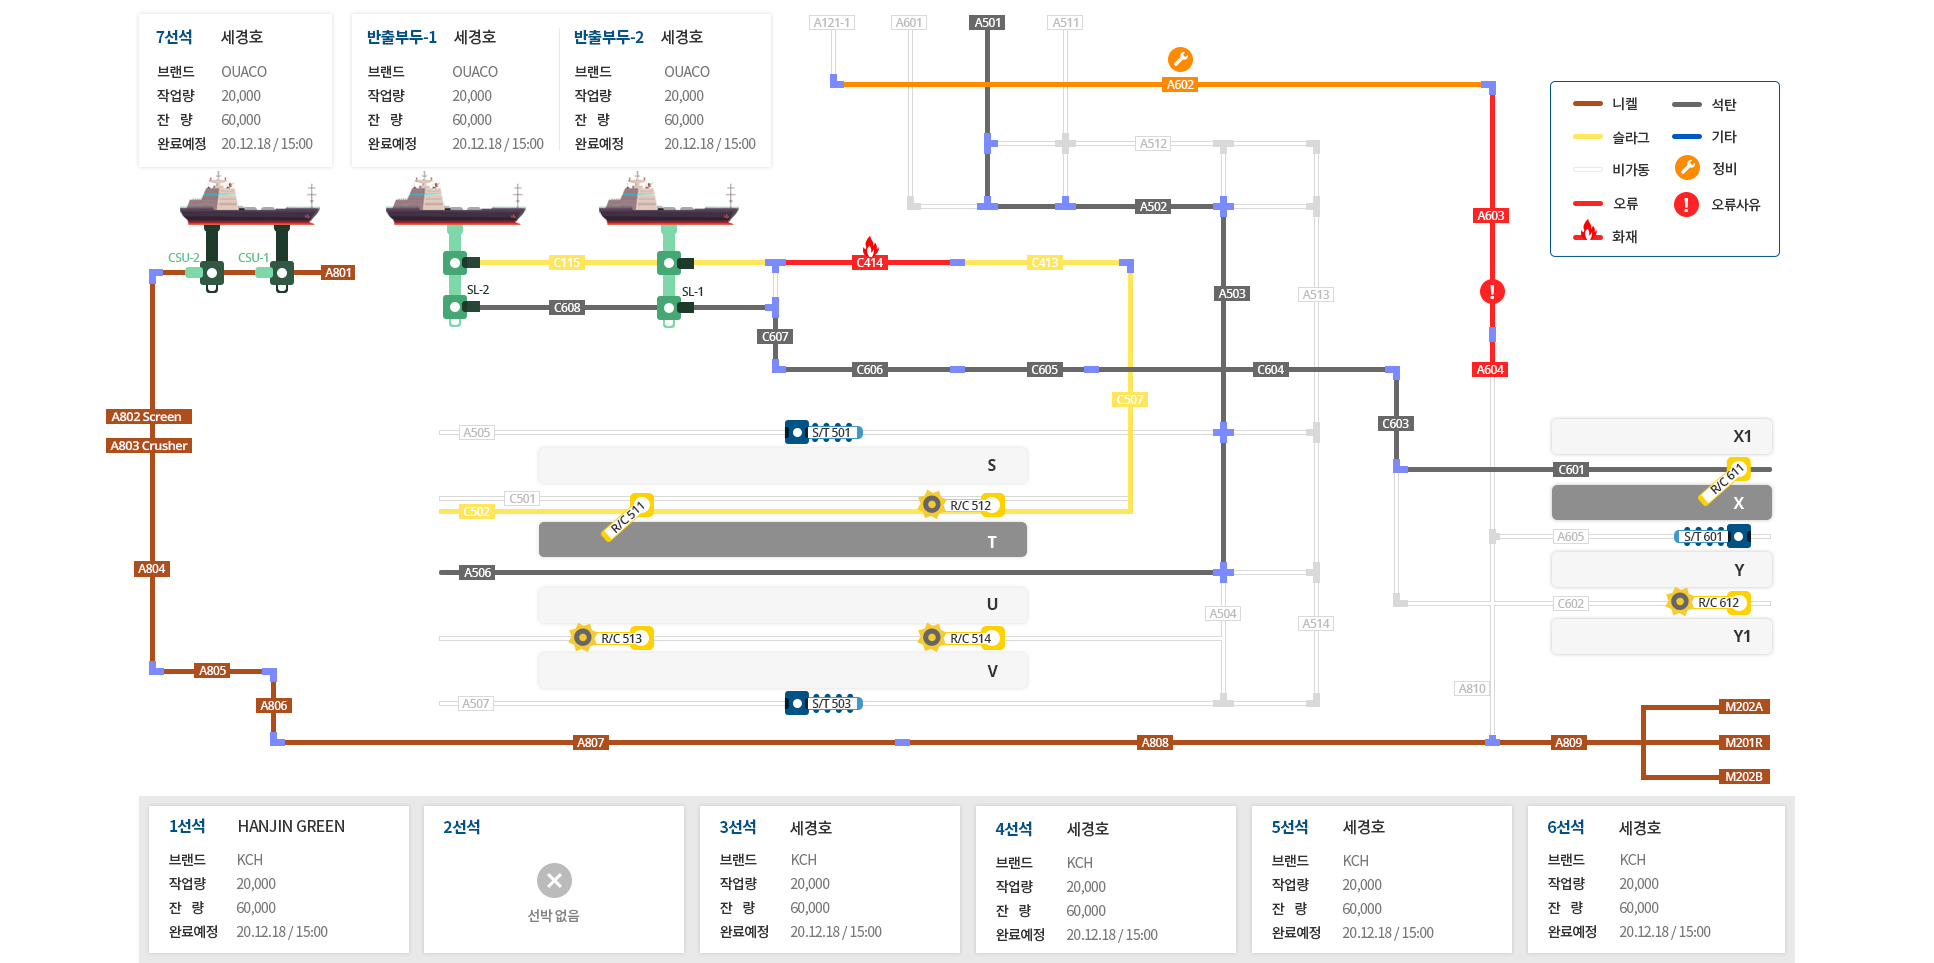 7선석 세경호
브랜드 OUACO
작업량 20,000
잔 량 60,000
완료예정 20.12.18 / 15:00
반출부두-1 세경호
브랜드 OUACO
작업량 20,000
잔 량 60,000
완료예정 20.12.18 / 15:00
반출부두-2 세경호
브랜드 OUACO
작업량 20,000
잔 량 60,000
완료예정 20.12.18 / 15:00
A121-1
A601
A501
A511
A602
A512
A502
A603
니켈
석탄
슬라그
기타
비가동
정비
오류
오류사유
화재
CSU-2
CSU-1
A801
C115
C414
C413
SL-2
SL-1
C608
A503
A513
C607
C606
C605
C604
A604
C507
A802 Screen
A803 Crusher
C603
A505
S/T 501
X1
S
C601
R/C 611
C501
C502
R/C 511
R/C 512
X
T
A605
S/T 601
A804
A506
Y
U
A504
A514
C602
R/C 612
R/C 513
R/C 514
Y1
V
A805
A806
A507
S/T 503
A810
A807
A808
A809
M202A
M201R
M202B
1선석 HANJIN GREEN
브랜드 KCH
작업량 20,000
잔 량 60,000
완료예정 20.12.18 / 15:00
2선석
선박 없음
3선석 세경호
브랜드 KCH
작업량 20,000
잔 량 60,000
완료예정 20.12.18 / 15:00
4선석 세경호
브랜드 KCH
작업량 20,000
잔 량 60,000
완료예정 20.12.18 / 15:00
5선석 세경호
브랜드 KCH
작업량 20,000
잔 량 60,000
완료예정 20.12.18 / 15:00
6선석 세경호
브랜드 KCH
작업량 20,000
잔 량 60,000
완료예정 20.12.18 / 15:00